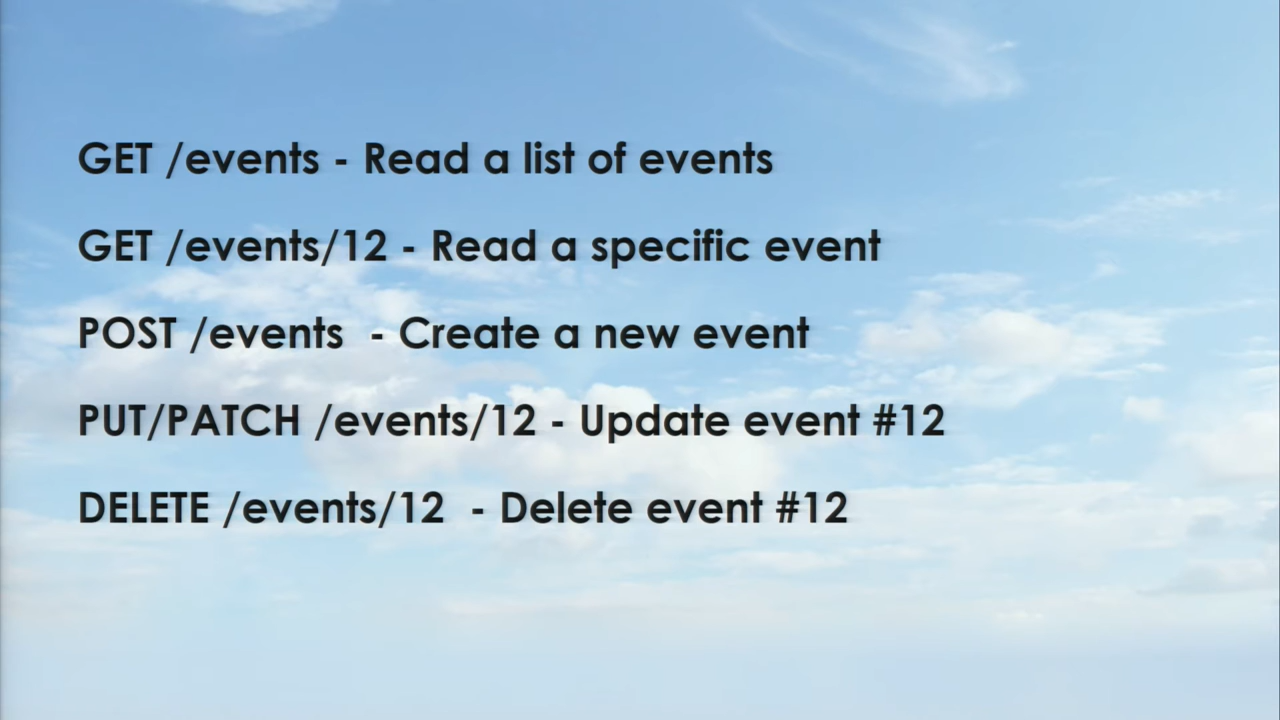 GET /events - Read a list of events
GET /events/12 - Read a specific event
POST /events  - Create a new event
PUT/PATCH /events/12 - Update event #12
DELETE /events/12  - Delete event #12